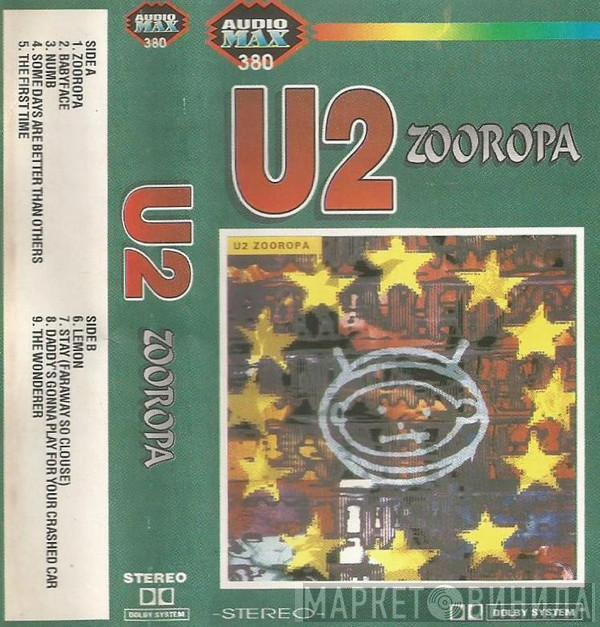 SIDE A
1. ZOOROPA
2. BABYFACE
3. NUMB
4. SOME DAYS ARE BETTER THAN OTHERS
5. THE FIRST TIME
SIDE B
6. LEMON
7. STAY (FARAWAY SO CLOUSE)
8. DADDY'S GONNA PLAY FOR YOUR CRASHED CAR
9. THE WONDERER
AUDIO
MAX
380
U2
ZOOROPA
STEREO
DOLBY SYSTEM
AUDIO
MAX
380
U2 ZOOROPA
U2 ZOOROPA
-STEREO-
DOLBY SYSTEM
МАРКЕТ ВИНИЛА